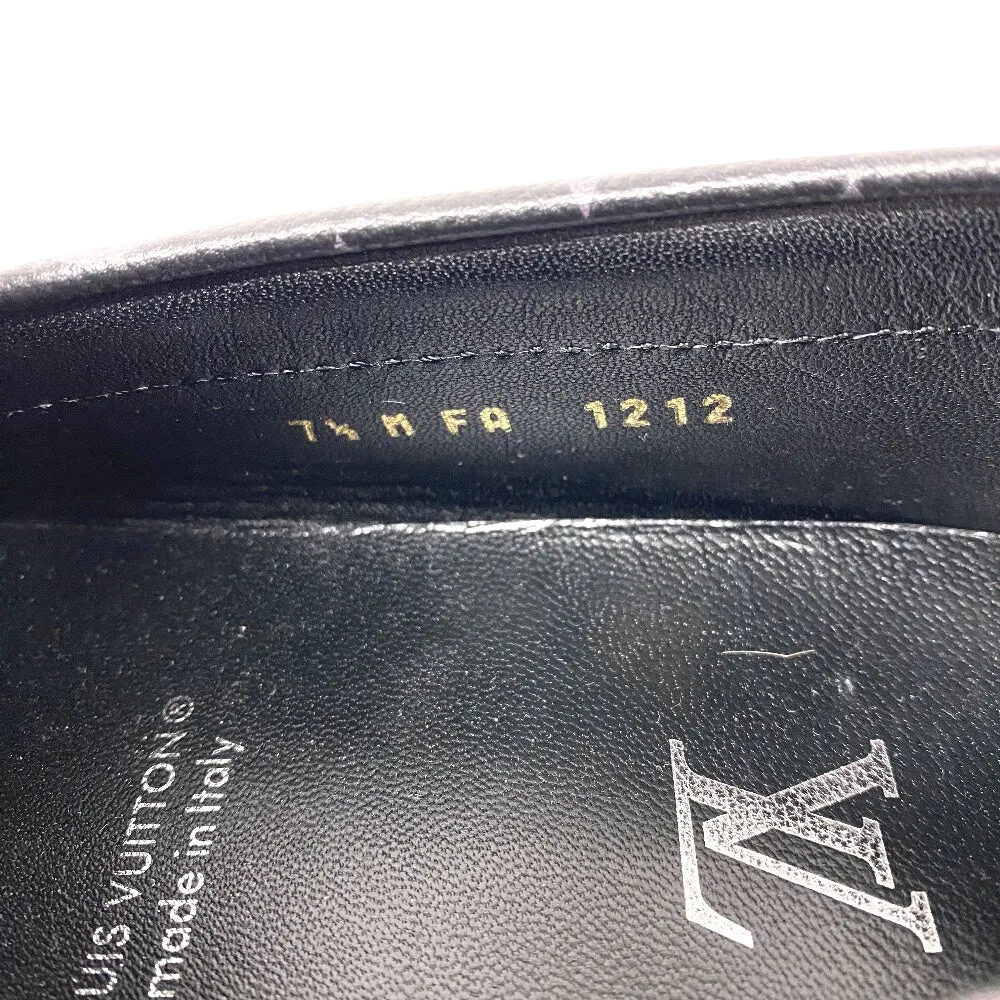 7½ M FA 1212
UIS VUITTON®
made in Italy
LV